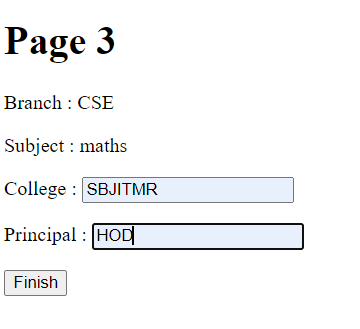 Page 3
Branch : CSE
Subject : maths
College : SBJITMR
Principal : HOD
Finish